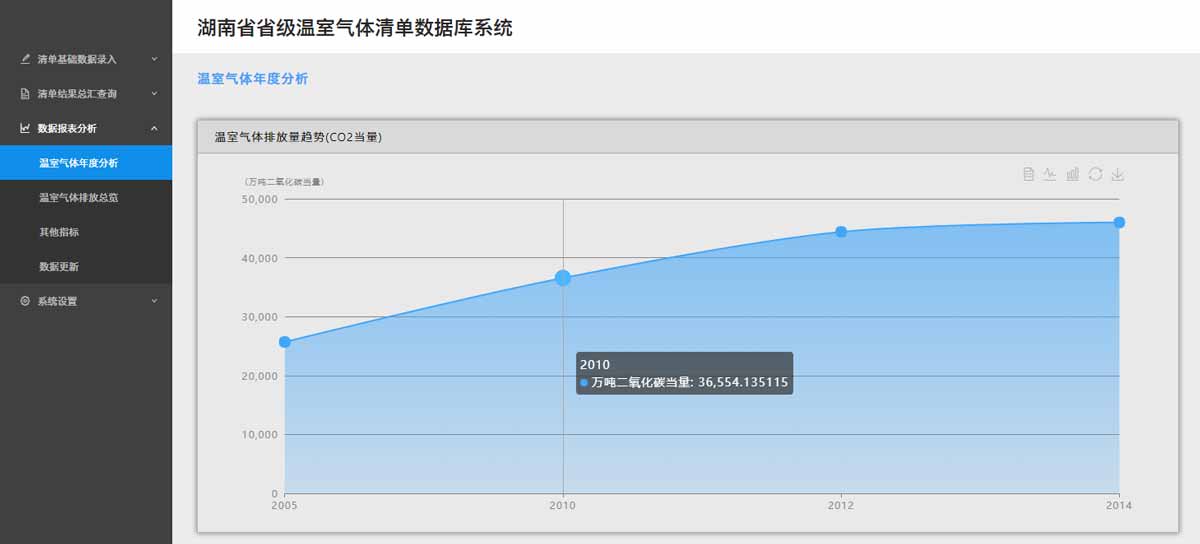 湖南省省级温室气体清单数据库系统
清单基础数据录入
清单结果总汇查询
数据报表分析
温室气体年度分析
温室气体排放总览
其他指标
数据更新
系统设置
温室气体年度分析
温室气体排放量趋势(CO2当量)
(万吨二氧化碳当量)
50,000
40,000
30,000
20,000
10,000
0
2010
万吨二氧化碳当量: 36,554.135115
2005
2010
2012
2014